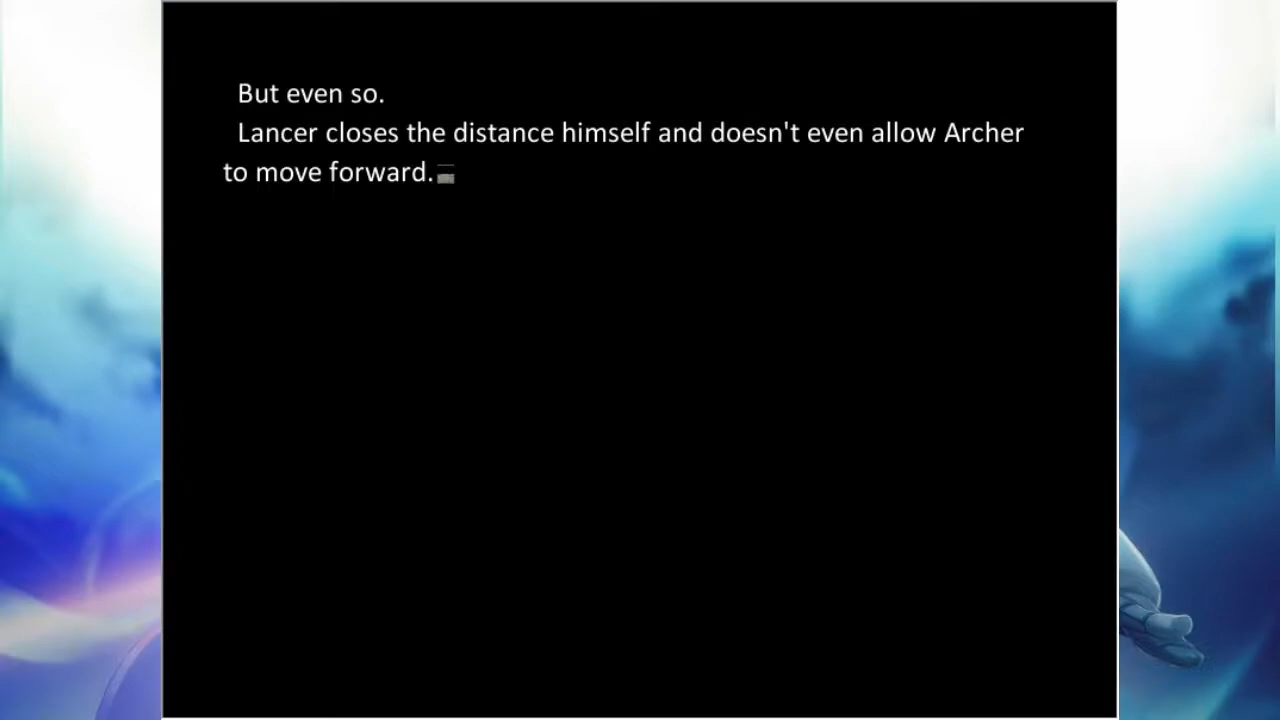 But even so.
Lancer closes the distance himself and doesn't even allow Archer
to move forward.